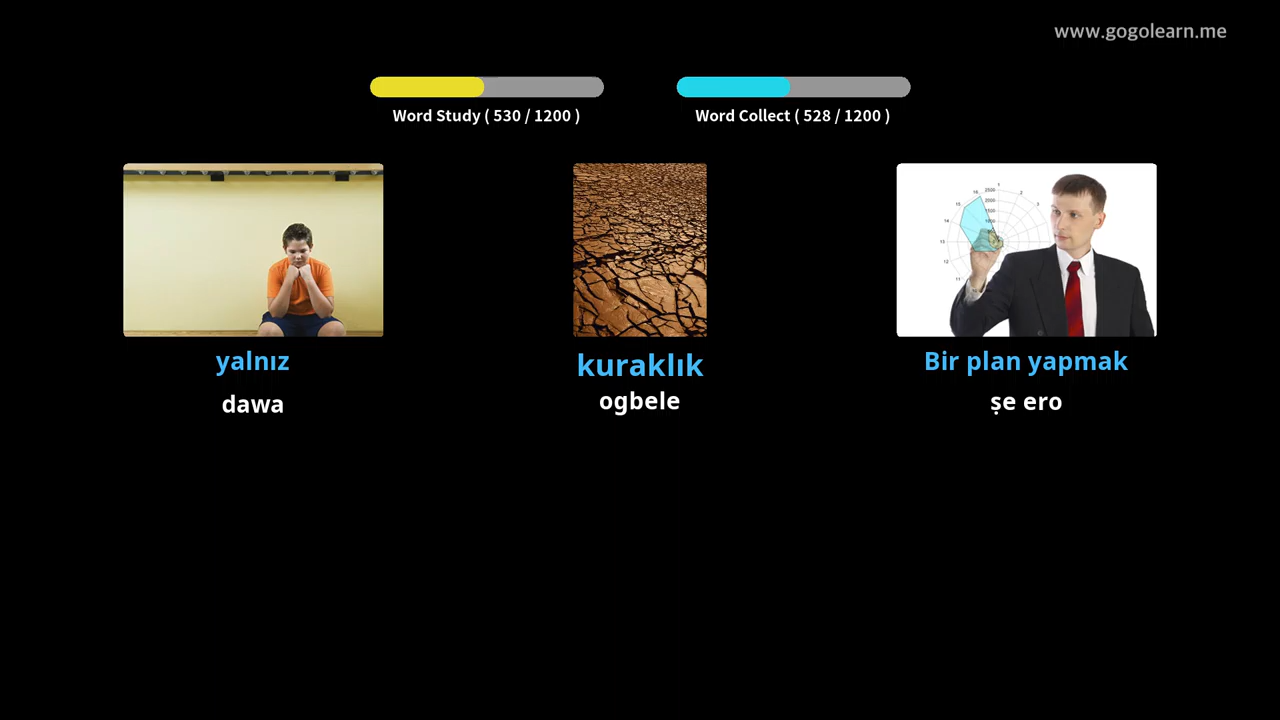 www.gogolearn.me
Word Study ( 530 / 1200 )
Word Collect ( 528 / 1200 )
yalnız
kuraklık
Bir plan yapmak
dawa
ogbele
ṣe ero